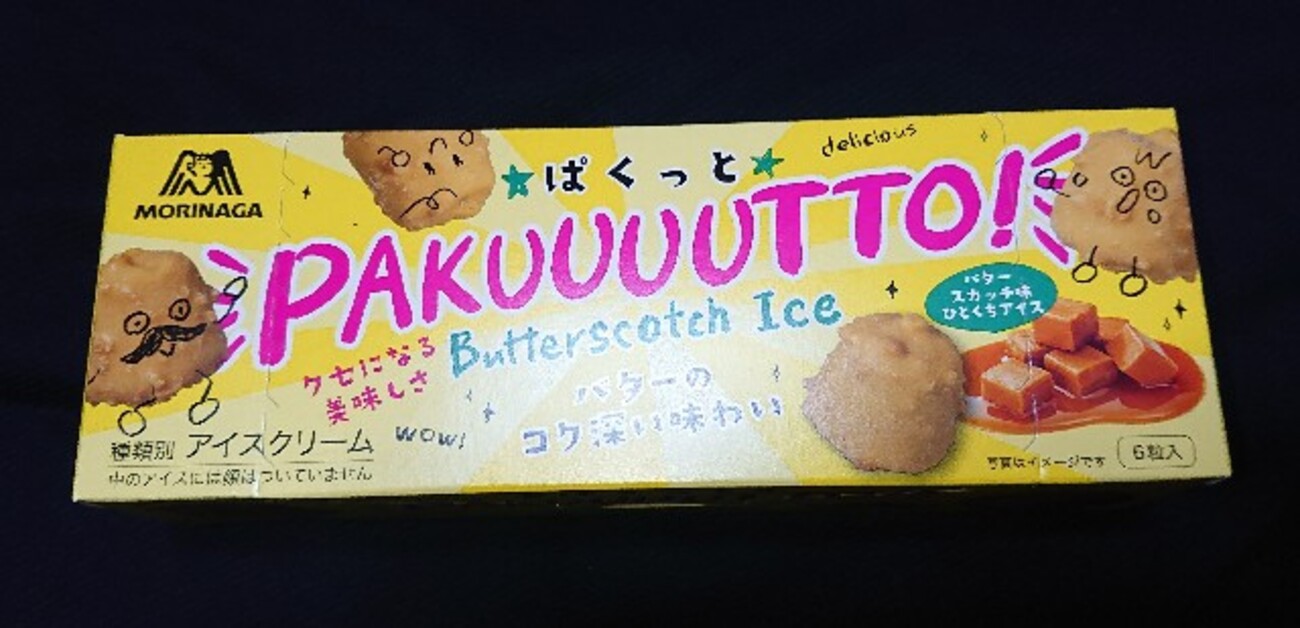 MORINAGA
★ぱくっと★
delicious
PAKUUUUTTO!
Butterscotch Ice
バター
スカッチ味
ひとくちアイス
クセになる
美味しさ
バターの
コク深い味わい
wow!
種類別 アイスクリーム
中のアイスには顔はついていません
写真はイメージです
6粒入